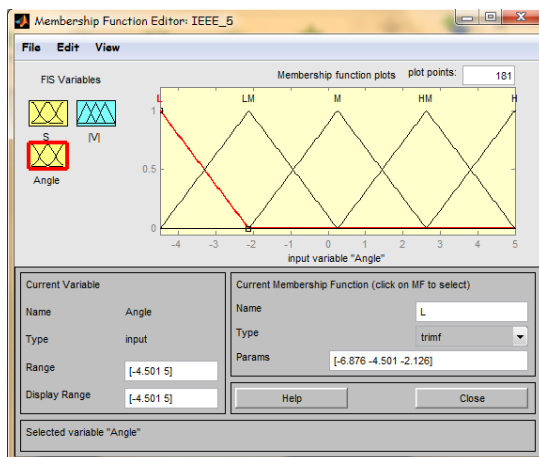 Membership Function Editor: IEEE_5
File Edit View
FIS Variables
S
|V|
Angle
Membership function plots plot points: 181
L LM M HM H
1
0.5
0
-4 -3 -2 -1 0 1 2 3 4 5
input variable "Angle"
Current Variable
Name Angle
Type input
Range [-4.501 5]
Display Range [-4.501 5]
Current Membership Function (click on MF to select)
Name L
Type trimf
Params [-6.876 -4.501 -2.126]
Help Close
Selected variable "Angle"